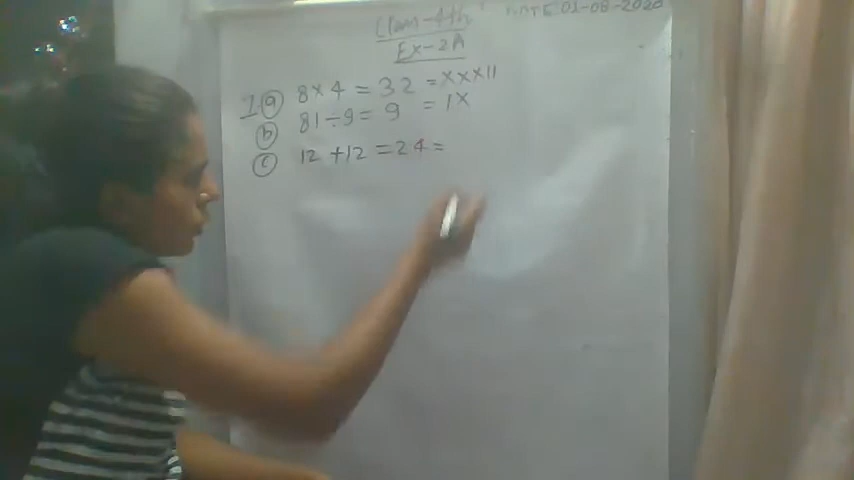 Class-4th
DATE 01-08-2020
Ex-2A
1 (a) 8×4 = 32 = XXXII
(b) 81÷9 = 9 = IX
(c) 12 + 12 = 24 =